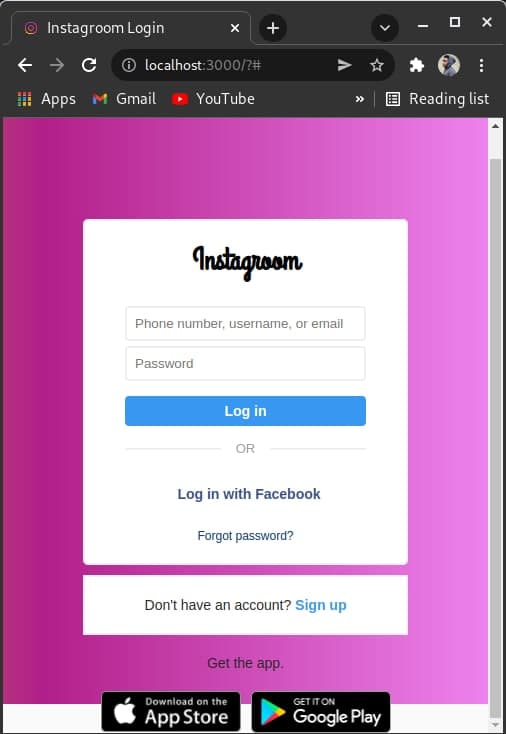 Instagroom Login
localhost:3000/?#
Apps
Gmail
YouTube
»
Reading list
Instagroom
Phone number, username, or email
Password
Log in
OR
Log in with Facebook
Forgot password?
Don't have an account? Sign up
Get the app.
Download on the
App Store
GET IT ON
Google Play